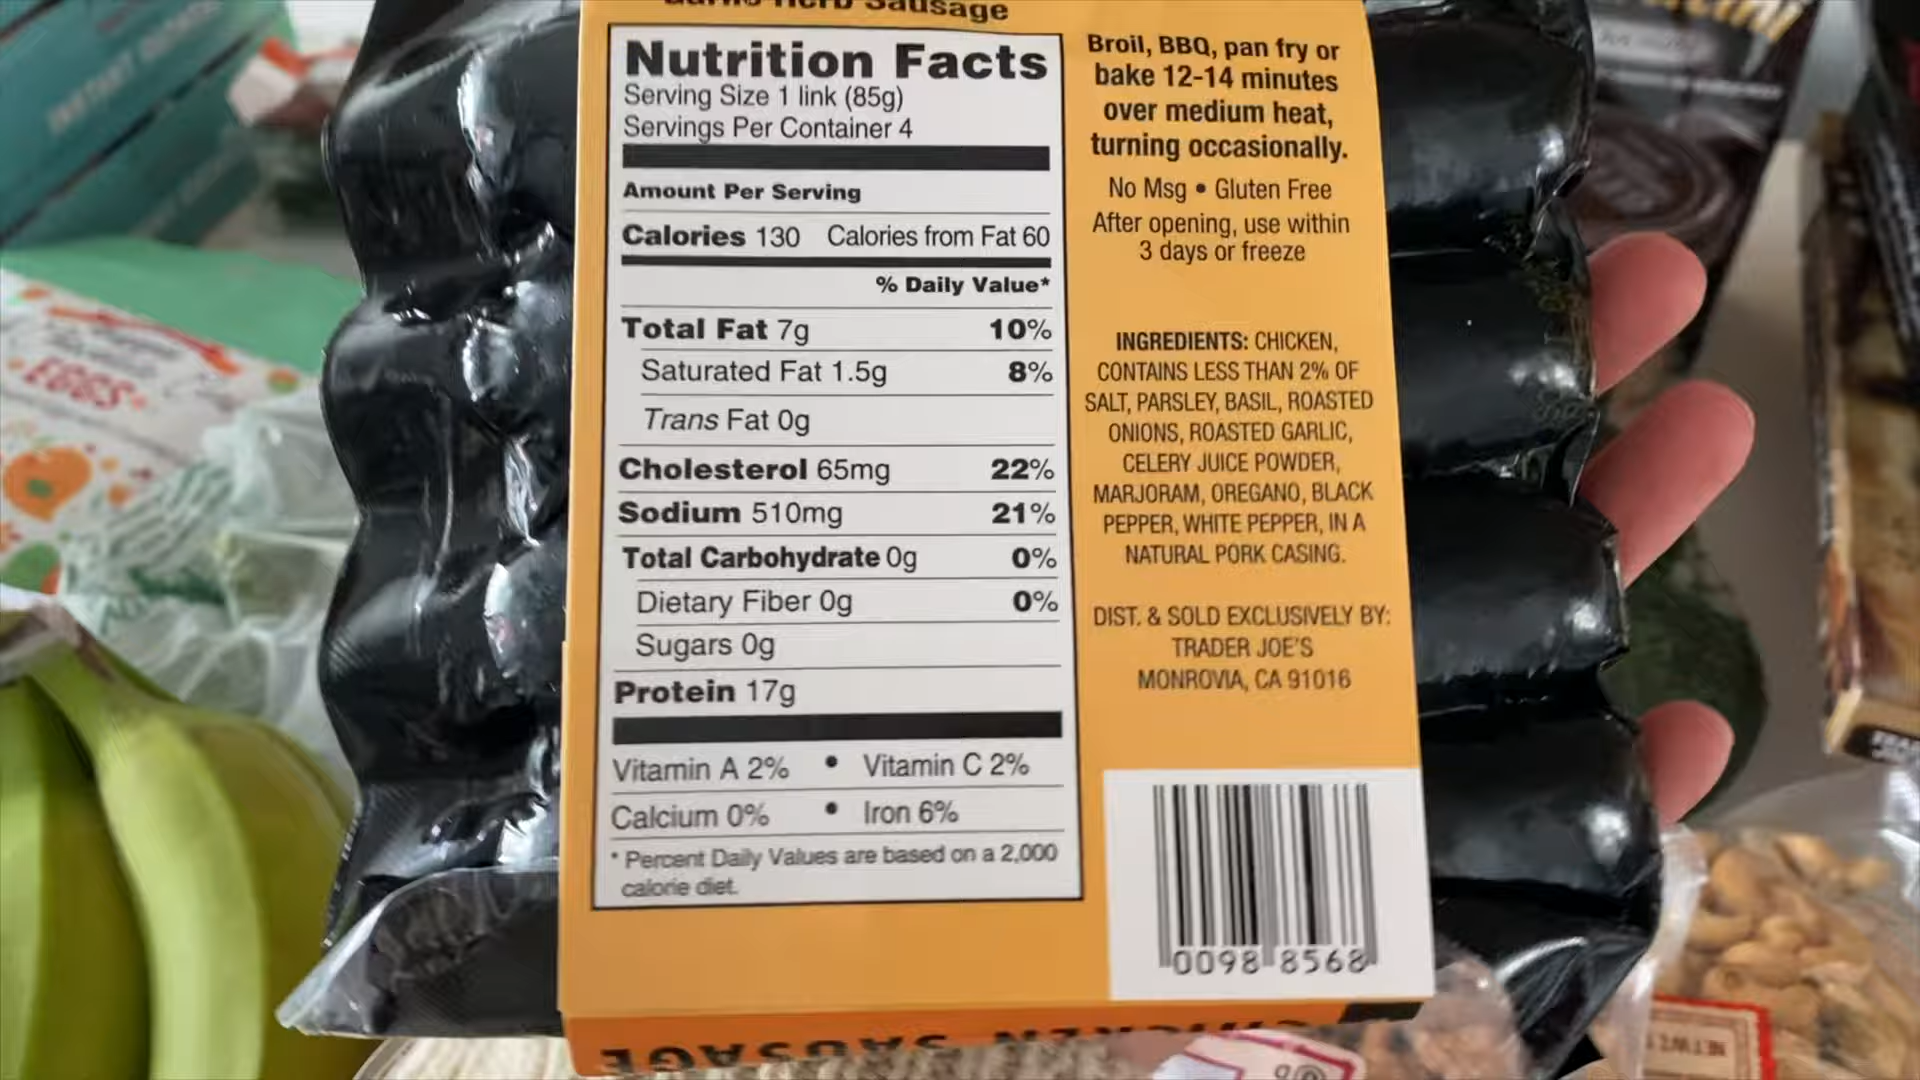 Garlic Herb Sausage
Nutrition Facts
Serving Size 1 link (85g)
Servings Per Container 4
Amount Per Serving
Calories 130 Calories from Fat 60
% Daily Value*
Total Fat 7g 10%
Saturated Fat 1.5g 8%
Trans Fat 0g
Cholesterol 65mg 22%
Sodium 510mg 21%
Total Carbohydrate 0g 0%
Dietary Fiber 0g 0%
Sugars 0g
Protein 17g
Vitamin A 2% • Vitamin C 2%
Calcium 0% • Iron 6%
* Percent Daily Values are based on a 2,000
calorie diet.
Broil, BBQ, pan fry or
bake 12-14 minutes
over medium heat,
turning occasionally.
No Msg • Gluten Free
After opening, use within
3 days or freeze
INGREDIENTS: CHICKEN,
CONTAINS LESS THAN 2% OF
SALT, PARSLEY, BASIL, ROASTED
ONIONS, ROASTED GARLIC,
CELERY JUICE POWDER,
MARJORAM, OREGANO, BLACK
PEPPER, WHITE PEPPER, IN A
NATURAL PORK CASING.
DIST. & SOLD EXCLUSIVELY BY:
TRADER JOE'S
MONROVIA, CA 91016
0098 8568
CHICKEN SAUSAGE
EGGS
INSTANT